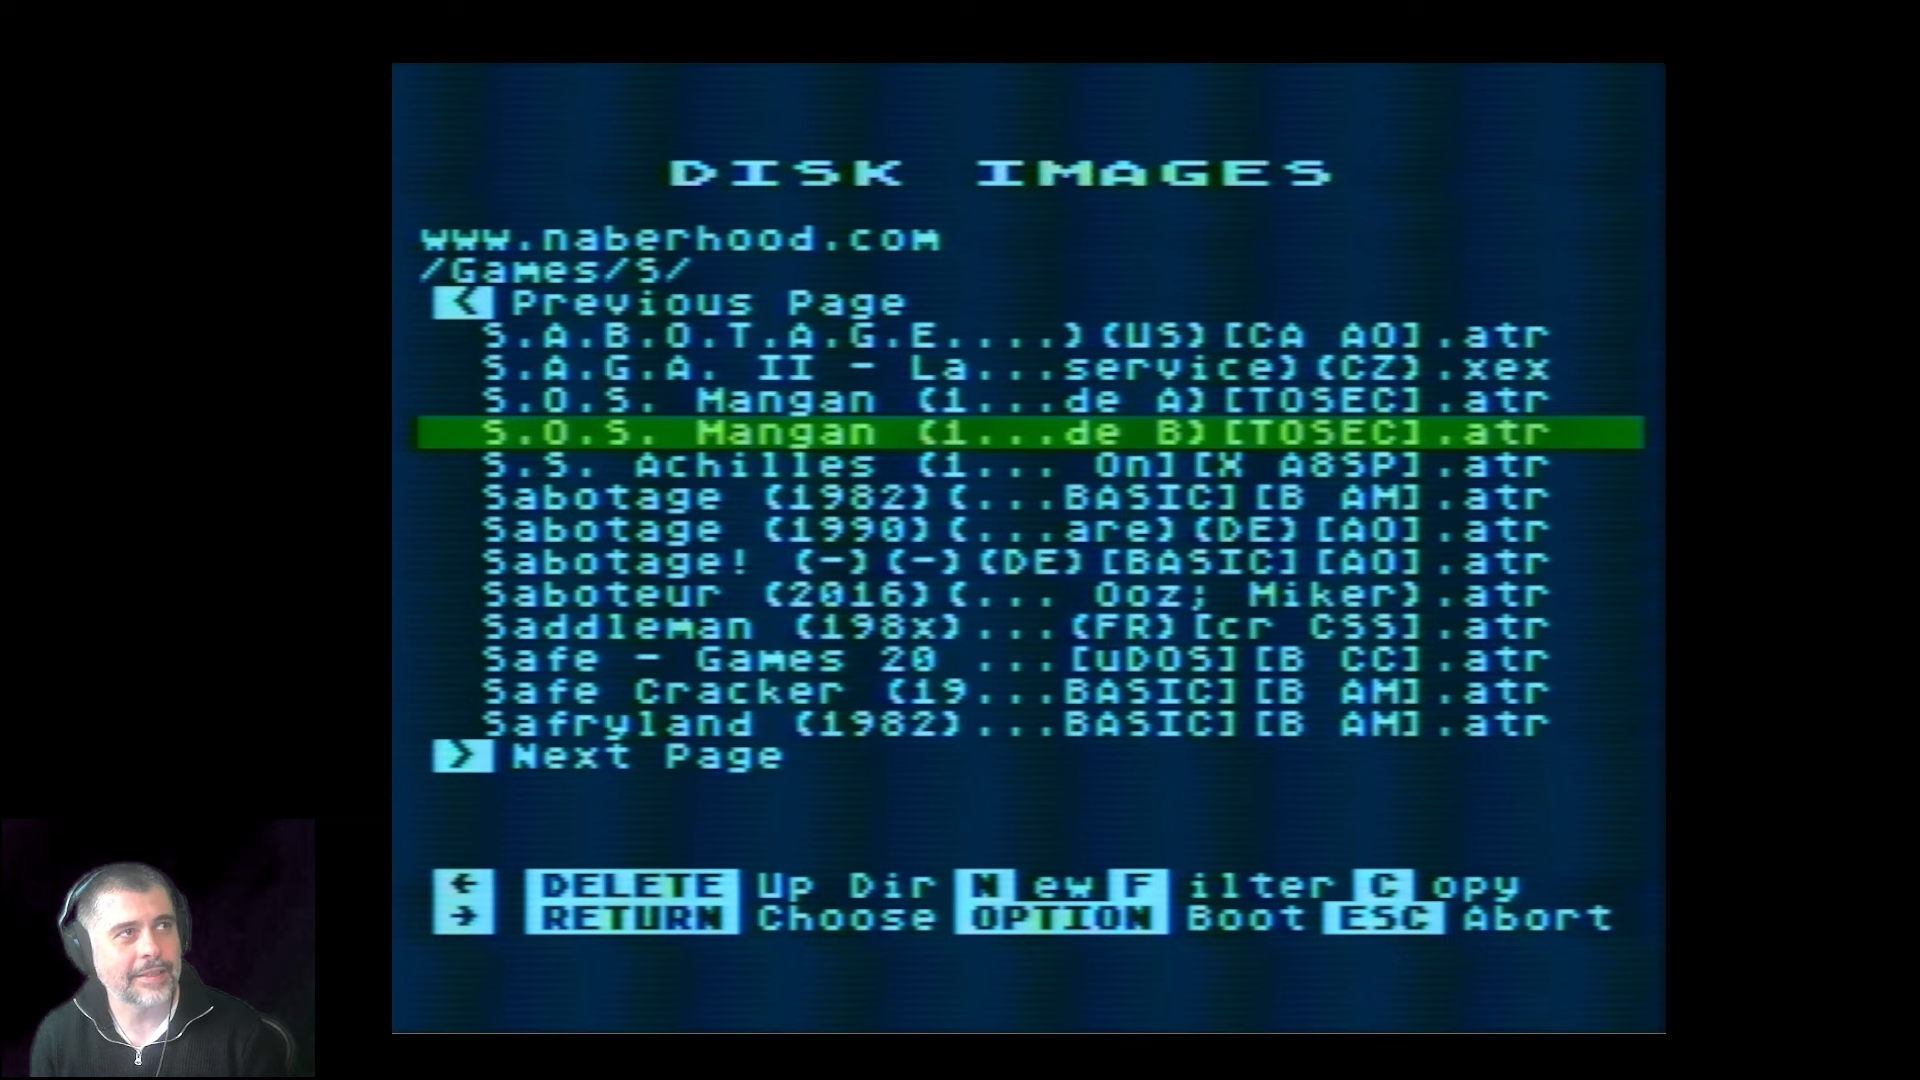 DISK IMAGES
www.naberhood.com
/Games/S/
< Previous Page
S.A.B.O.T.A.G.E....)(US)[CA AO].atr
S.A.G.A. II - La...service)(CZ).xex
S.O.S. Mangan (1...de A)[TOSEC].atr
S.O.S. Mangan (1...de B)[TOSEC].atr
S.S. Achilles (1... On][X A8SP].atr
Sabotage (1982)(...BASIC][B AM].atr
Sabotage (1990)(...are)(DE)[AO].atr
Sabotage! (-)(-)(DE)[BASIC][AO].atr
Saboteur (2016)(... Ooz; Miker).atr
Saddleman (198x)...(FR)[cr CSS].atr
Safe - Games 20 ...[uDOS][B CC].atr
Safe Cracker (19...BASIC][B AM].atr
Safryland (1982)...BASIC][B AM].atr
> Next Page
← DELETE Up Dir New Filter Copy
→ RETURN Choose OPTION Boot ESC Abort